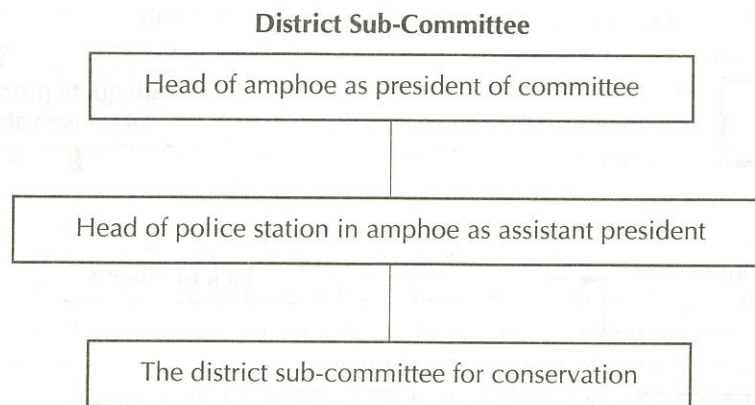 District Sub-Committee
Head of amphoe as president of committee
Head of police station in amphoe as assistant president
The district sub-committee for conservation